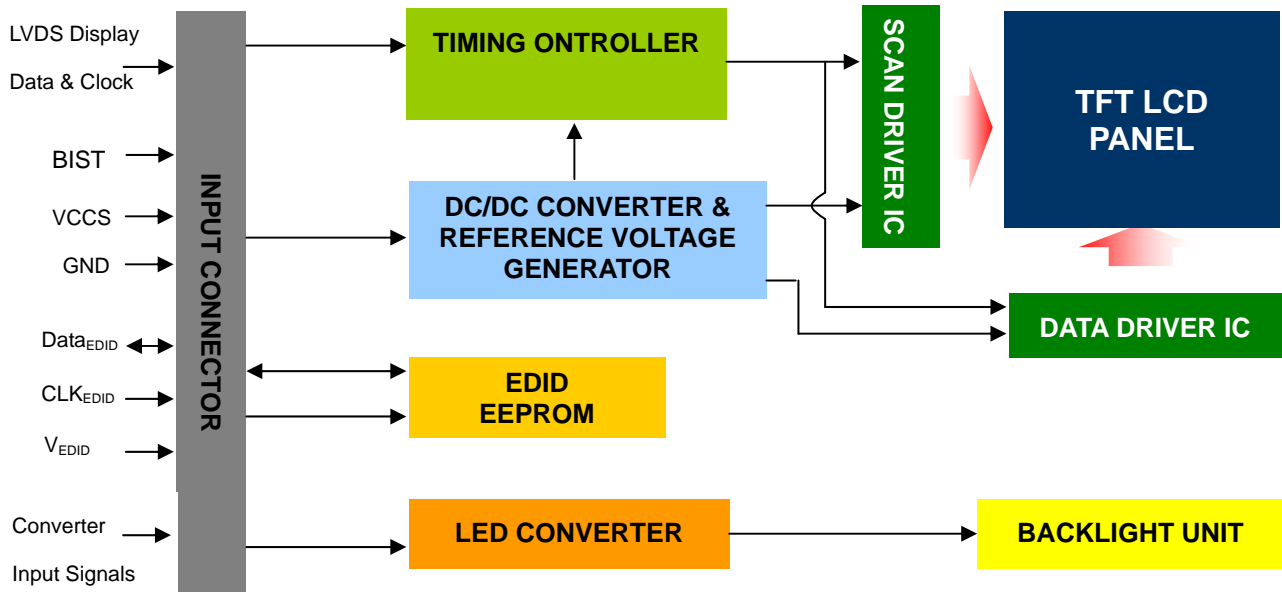 LVDS Display
Data & Clock
BIST
VCCS
GND
DataEDID
CLKEDID
VEDID
Converter
Input Signals
INPUT CONNECTOR
TIMING ONTROLLER
DC/DC CONVERTER &
REFERENCE VOLTAGE
GENERATOR
EDID
EEPROM
LED CONVERTER
SCAN DRIVER IC
TFT LCD
PANEL
DATA DRIVER IC
BACKLIGHT UNIT